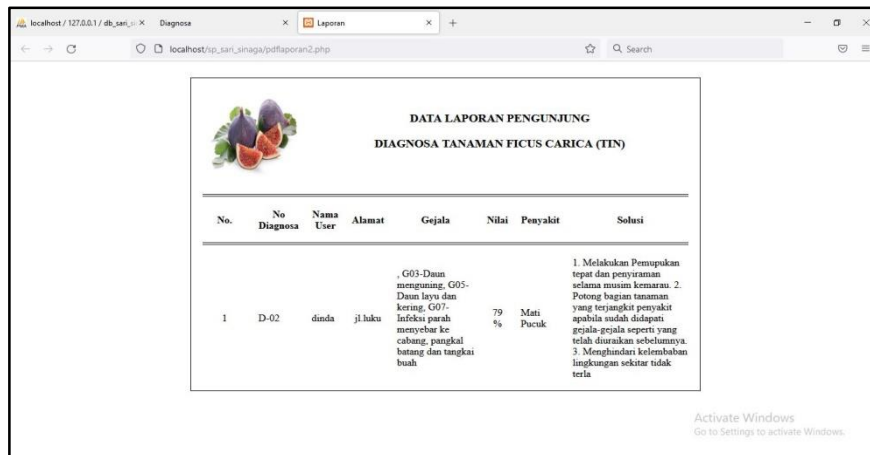 localhost / 127.0.0.1 / db_sari_si
Diagnosa
Laporan
localhost/sp_sari_sinaga/pdflaporan2.php
Search
DATA LAPORAN PENGUNJUNG
DIAGNOSA TANAMAN FICUS CARICA (TIN)
No.
No
Diagnosa
Nama
User
Alamat
Gejala
Nilai
Penyakit
Solusi
1
D-02
dinda
jl.luku
, G03-Daun
menguning, G05-
Daun layu dan
kering, G07-
Infeksi parah
menyebar ke
cabang, pangkal
batang dan tangkai
buah
79
%
Mati
Pucuk
1. Melakukan Pemupukan
tepat dan penyiraman
selama musim kemarau. 2.
Potong bagian tanaman
yang terjangkit penyakit
apabila sudah didapati
gejala-gejala seperti yang
telah diuraikan sebelumnya.
3. Menghindari kelembaban
lingkungan sekitar tidak
terla
Activate Windows
Go to Settings to activate Windows.